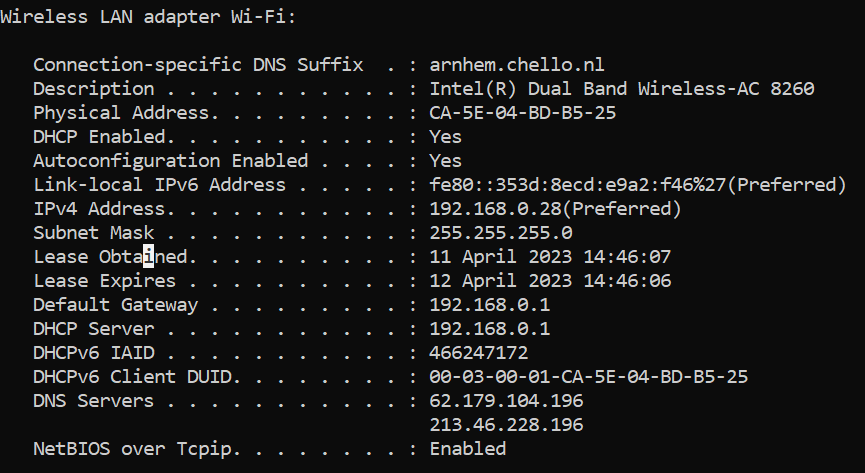 Wireless LAN adapter Wi-Fi:
Connection-specific DNS Suffix . : arnhem.chello.nl
Description . . . . . . . . . . . : Intel(R) Dual Band Wireless-AC 8260
Physical Address. . . . . . . . . : CA-5E-04-BD-B5-25
DHCP Enabled. . . . . . . . . . . : Yes
Autoconfiguration Enabled . . . . : Yes
Link-local IPv6 Address . . . . . : fe80::353d:8ecd:e9a2:f46%27(Preferred)
IPv4 Address. . . . . . . . . . . : 192.168.0.28(Preferred)
Subnet Mask . . . . . . . . . . . : 255.255.255.0
Lease Obtained. . . . . . . . . . : 11 April 2023 14:46:07
Lease Expires . . . . . . . . . . : 12 April 2023 14:46:06
Default Gateway . . . . . . . . . : 192.168.0.1
DHCP Server . . . . . . . . . . . : 192.168.0.1
DHCPv6 IAID . . . . . . . . . . . : 466247172
DHCPv6 Client DUID. . . . . . . . : 00-03-00-01-CA-5E-04-BD-B5-25
DNS Servers . . . . . . . . . . . : 62.179.104.196
213.46.228.196
NetBIOS over Tcpip. . . . . . . . : Enabled